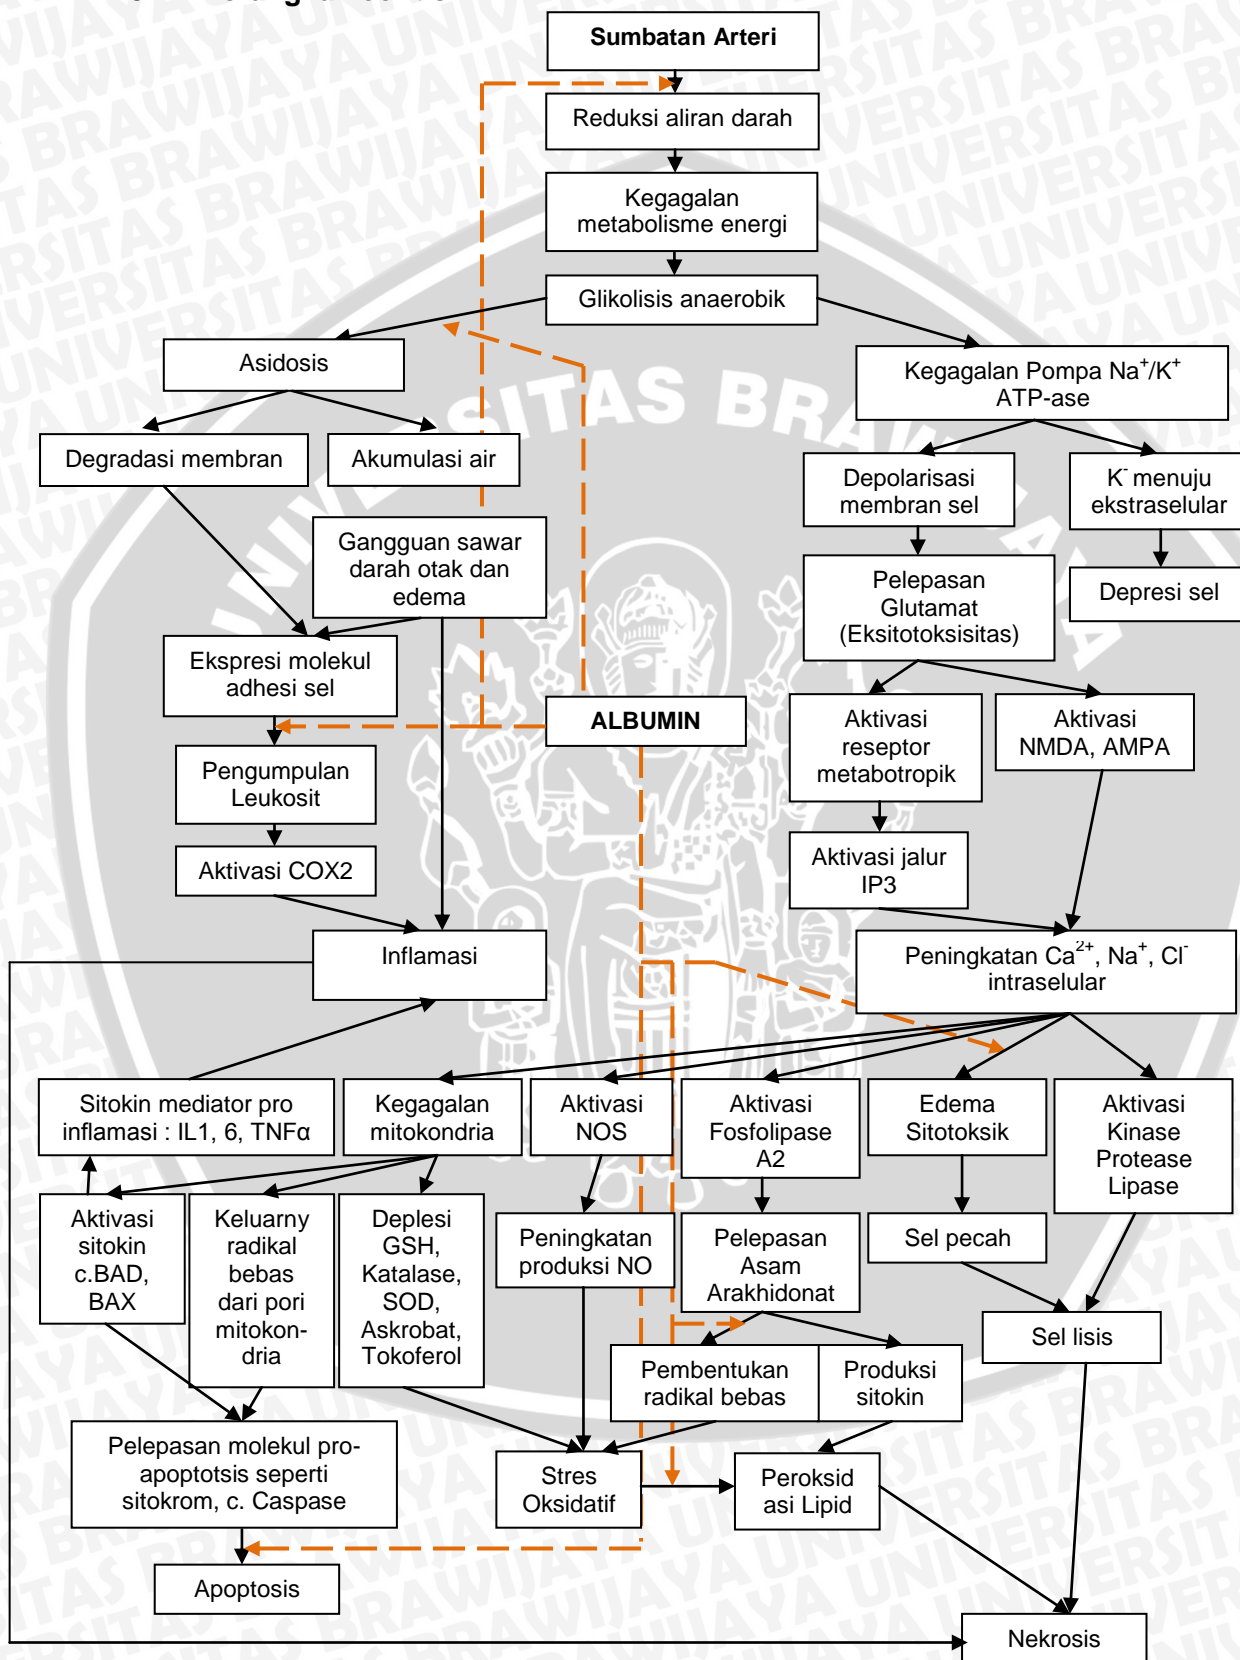 Sumbatan Arteri
Reduksi aliran darah
Kegagalan
metabolisme energi
Glikolisis anaerobik
Asidosis
Kegagalan Pompa Na⁺/K⁺
ATP-ase
Degradasi membran
Akumulasi air
Depolarisasi
membran sel
K⁻ menuju
ekstraselular
Gangguan sawar
darah otak dan
edema
Pelepasan
Glutamat
(Eksitotoksisitas)
Depresi sel
Ekspresi molekul
adhesi sel
ALBUMIN
Aktivasi
reseptor
metabotropik
Aktivasi
NMDA, AMPA
Pengumpulan
Leukosit
Aktivasi COX2
Aktivasi jalur
IP3
Inflamasi
Peningkatan Ca²⁺, Na⁺, Cl⁻
intraselular
Sitokin mediator pro
inflamasi : IL1, 6, TNFα
Kegagalan
mitokondria
Aktivasi
NOS
Aktivasi
Fosfolipase
A2
Edema
Sitotoksik
Aktivasi
Kinase
Protease
Lipase
Aktivasi
sitokin
c.BAD,
BAX
Keluarny
radikal
bebas
dari pori
mitokon-
dria
Deplesi
GSH,
Katalase,
SOD,
Askrobat,
Tokoferol
Peningkatan
produksi NO
Pelepasan
Asam
Arakhidonat
Sel pecah
Sel lisis
Pembentukan
radikal bebas
Produksi
sitokin
Pelepasan molekul pro-
apoptotsis seperti
sitokrom, c. Caspase
Stres
Oksidatif
Peroksid
asi Lipid
Apoptosis
Nekrosis
UNIVERSITAS BRAWIJAYA